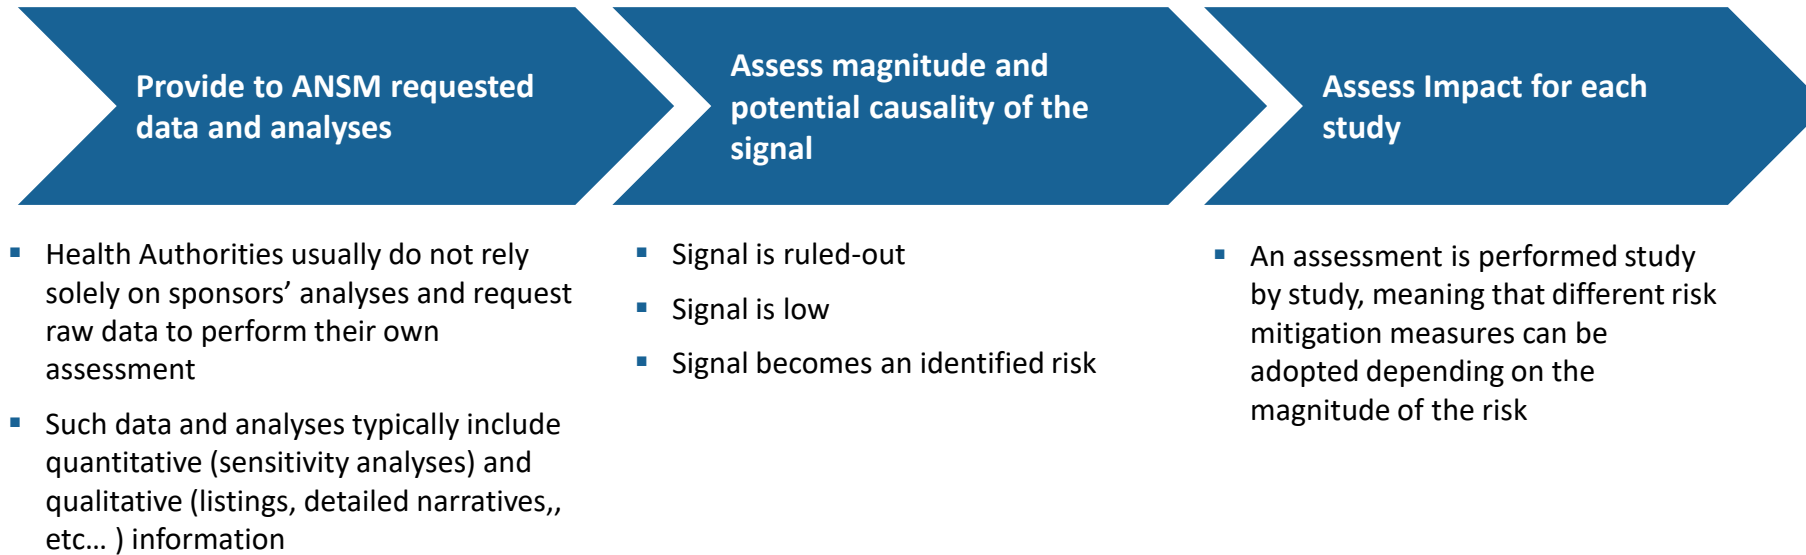 Provide to ANSM requested
data and analyses
Assess magnitude and
potential causality of the
signal
Assess Impact for each
study
▪ Health Authorities usually do not rely
solely on sponsors’ analyses and request
raw data to perform their own
assessment
▪ Such data and analyses typically include
quantitative (sensitivity analyses) and
qualitative (listings, detailed narratives,,
etc… ) information
▪ Signal is ruled-out
▪ Signal is low
▪ Signal becomes an identified risk
▪ An assessment is performed study
by study, meaning that different risk
mitigation measures can be
adopted depending on the
magnitude of the risk